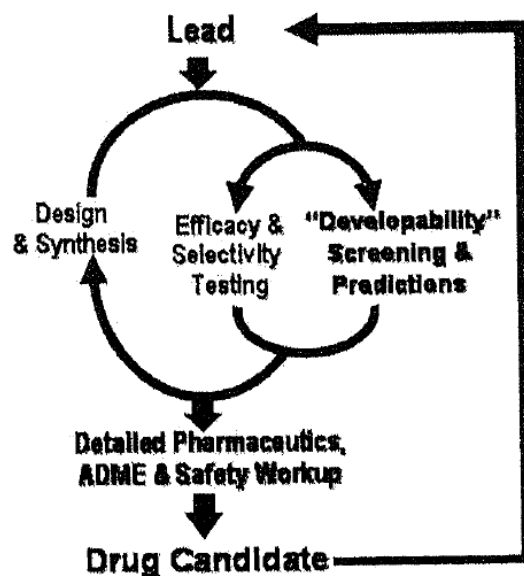 Lead
Design
& Synthesis
Efficacy &
Selectivity
Testing
“Developability”
Screening &
Predictions
Detailed Pharmaceutics,
ADME & Safety Workup
Drug Candidate